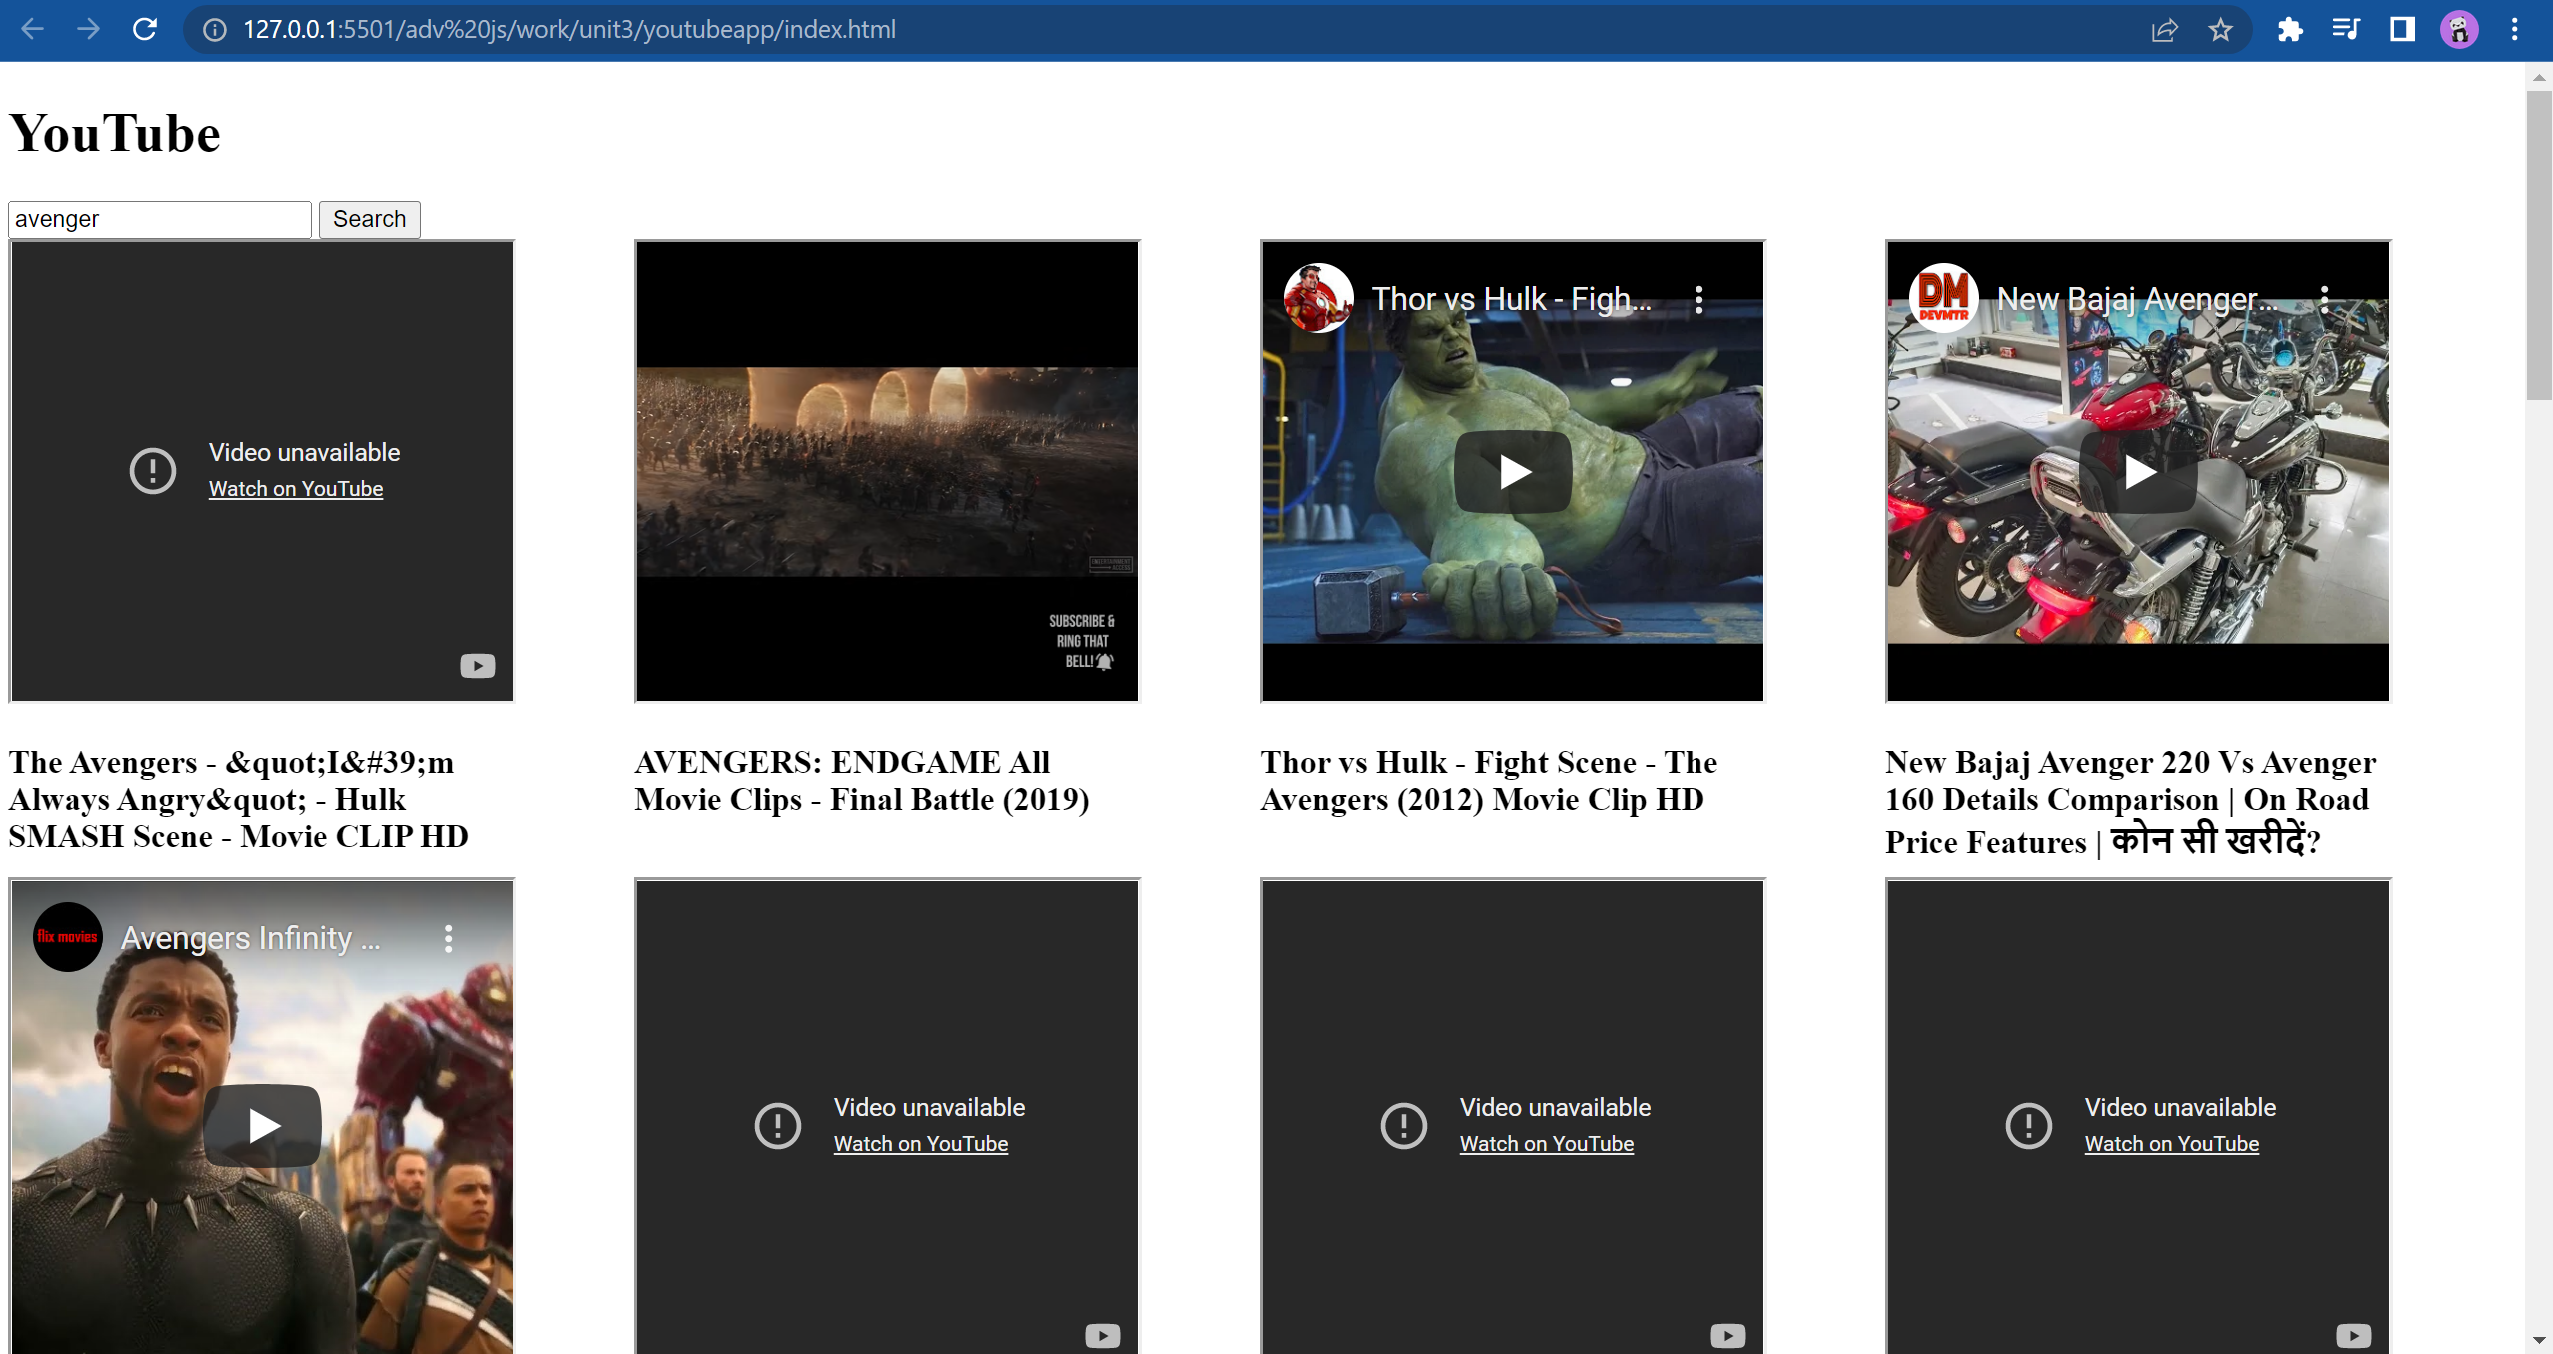 127.0.0.1:5501/adv%20js/work/unit3/youtubeapp/index.html
YouTube
avenger
Search
Video unavailable
Watch on YouTube
SUBSCRIBE &
RING THAT
BELL!
Thor vs Hulk - Figh...
DM
DEVMTR
New Bajaj Avenger...
The Avengers - &quot;I&#39;m
Always Angry&quot; - Hulk
SMASH Scene - Movie CLIP HD
AVENGERS: ENDGAME All
Movie Clips - Final Battle (2019)
Thor vs Hulk - Fight Scene - The
Avengers (2012) Movie Clip HD
New Bajaj Avenger 220 Vs Avenger
160 Details Comparison | On Road
Price Features | कोन सी खरीदें?
flix movies
Avengers Infinity ...
Video unavailable
Watch on YouTube
Video unavailable
Watch on YouTube
Video unavailable
Watch on YouTube